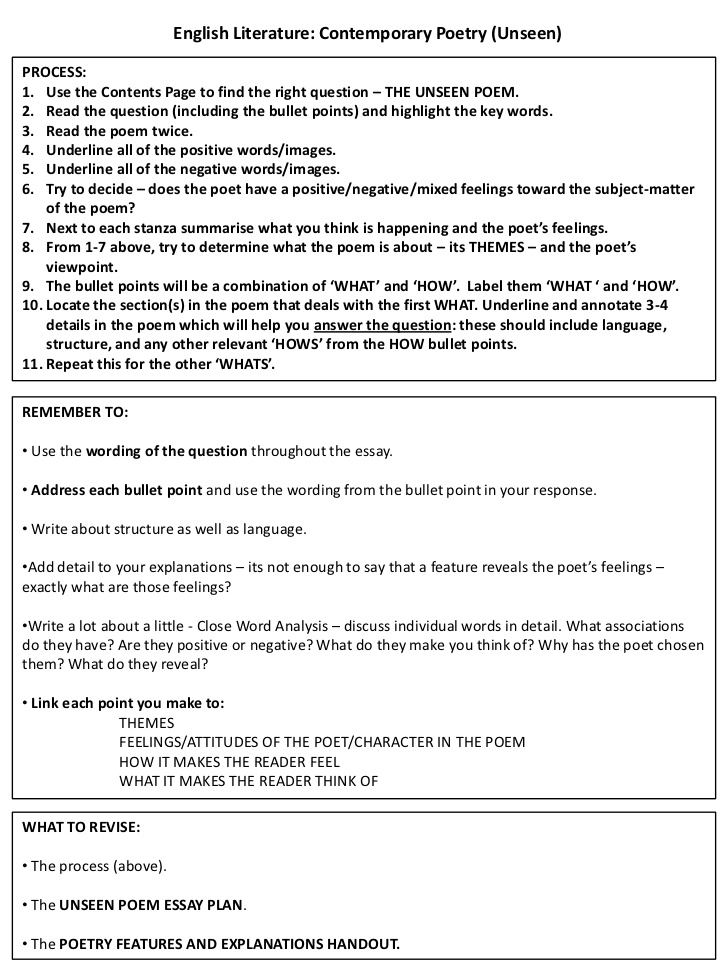 English Literature: Contemporary Poetry (Unseen)
PROCESS:
1. Use the Contents Page to find the right question – THE UNSEEN POEM.
2. Read the question (including the bullet points) and highlight the key words.
3. Read the poem twice.
4. Underline all of the positive words/images.
5. Underline all of the negative words/images.
6. Try to decide – does the poet have a positive/negative/mixed feelings toward the subject-matter
of the poem?
7. Next to each stanza summarise what you think is happening and the poet’s feelings.
8. From 1-7 above, try to determine what the poem is about – its THEMES – and the poet’s
viewpoint.
9. The bullet points will be a combination of ‘WHAT’ and ‘HOW’. Label them ‘WHAT ‘ and ‘HOW’.
10. Locate the section(s) in the poem that deals with the first WHAT. Underline and annotate 3-4
details in the poem which will help you answer the question: these should include language,
structure, and any other relevant ‘HOWS’ from the HOW bullet points.
11. Repeat this for the other ‘WHATS’.
REMEMBER TO:
• Use the wording of the question throughout the essay.
• Address each bullet point and use the wording from the bullet point in your response.
• Write about structure as well as language.
•Add detail to your explanations – its not enough to say that a feature reveals the poet’s feelings –
exactly what are those feelings?
•Write a lot about a little - Close Word Analysis – discuss individual words in detail. What associations
do they have? Are they positive or negative? What do they make you think of? Why has the poet chosen
them? What do they reveal?
• Link each point you make to:
THEMES
FEELINGS/ATTITUDES OF THE POET/CHARACTER IN THE POEM
HOW IT MAKES THE READER FEEL
WHAT IT MAKES THE READER THINK OF
WHAT TO REVISE:
• The process (above).
• The UNSEEN POEM ESSAY PLAN.
• The POETRY FEATURES AND EXPLANATIONS HANDOUT.